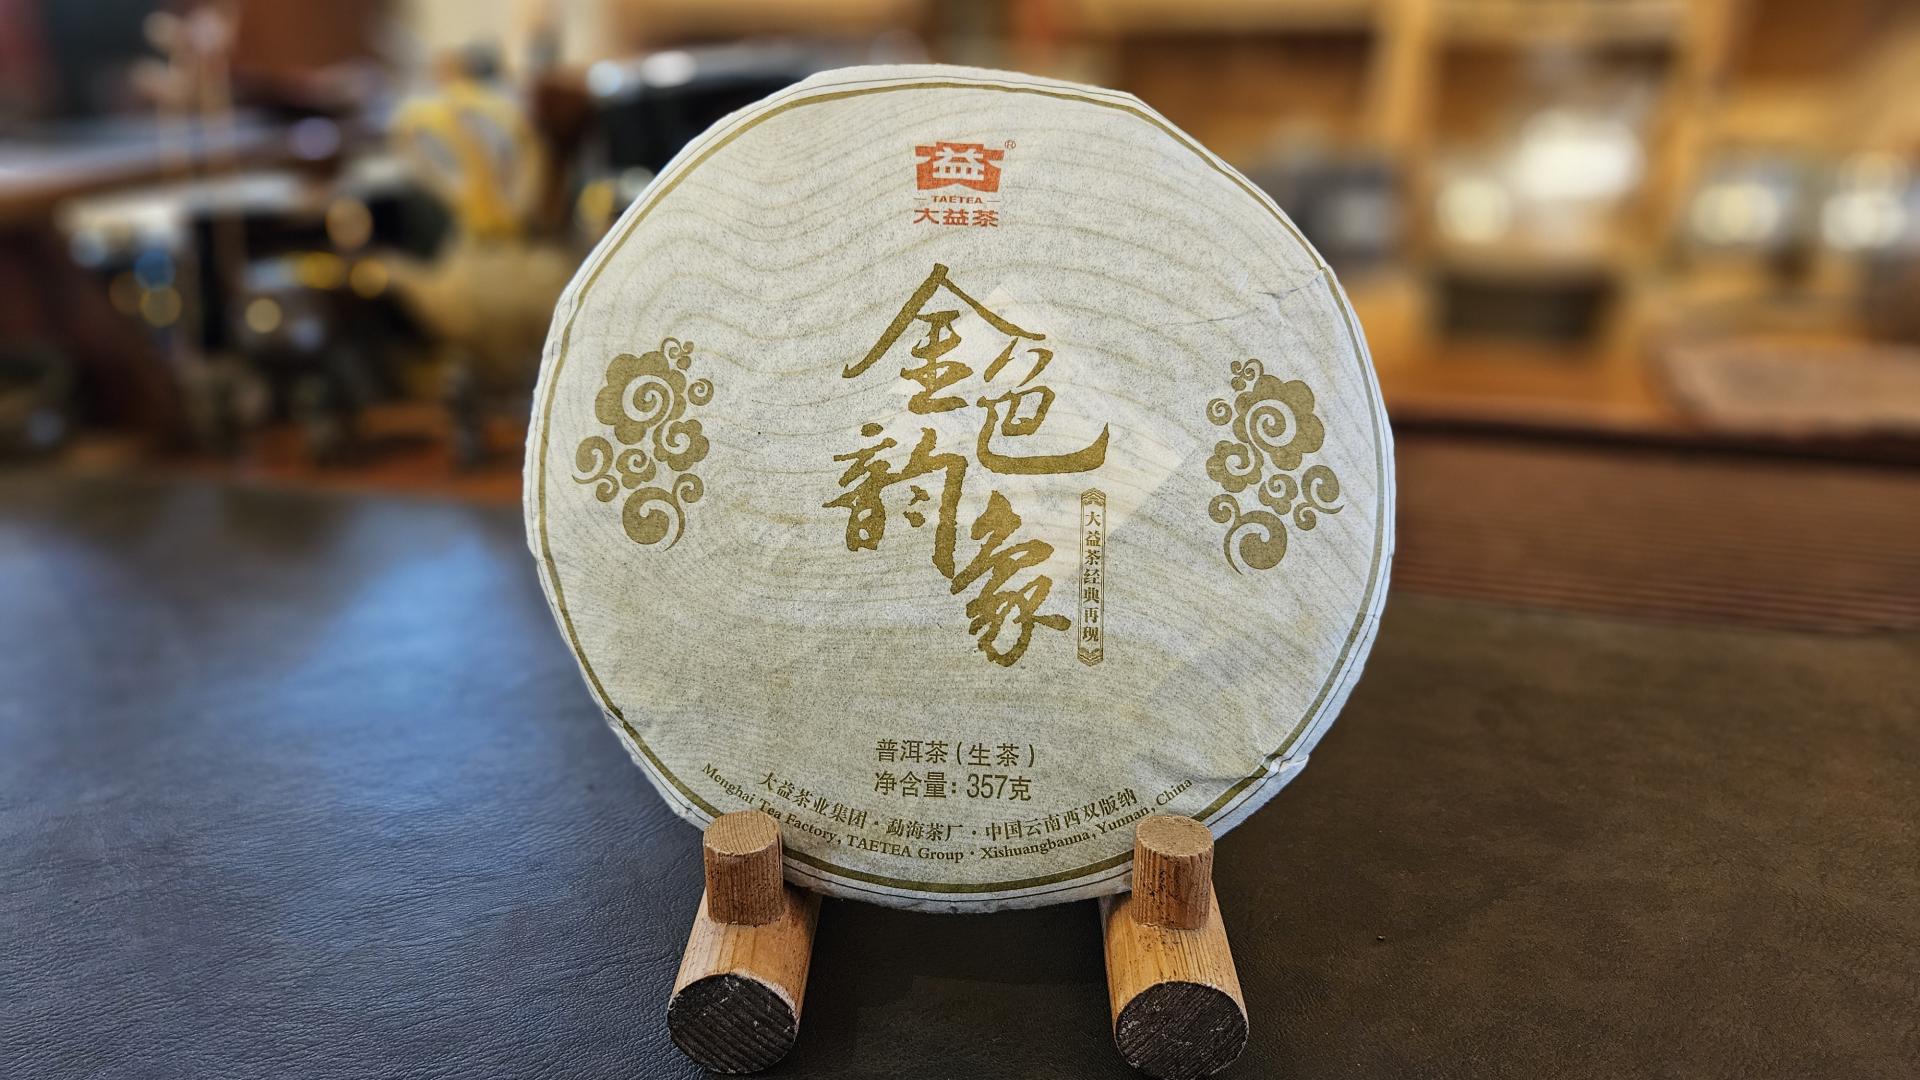 益®
TAETEA
大益茶
金色
韵象
大益茶经典再现
普洱茶(生茶)
净含量: 357克
大益茶业集团·勐海茶厂·中国云南西双版纳
Menghai Tea Factory, TAETEA Group · Xishuangbanna, Yunnan, China